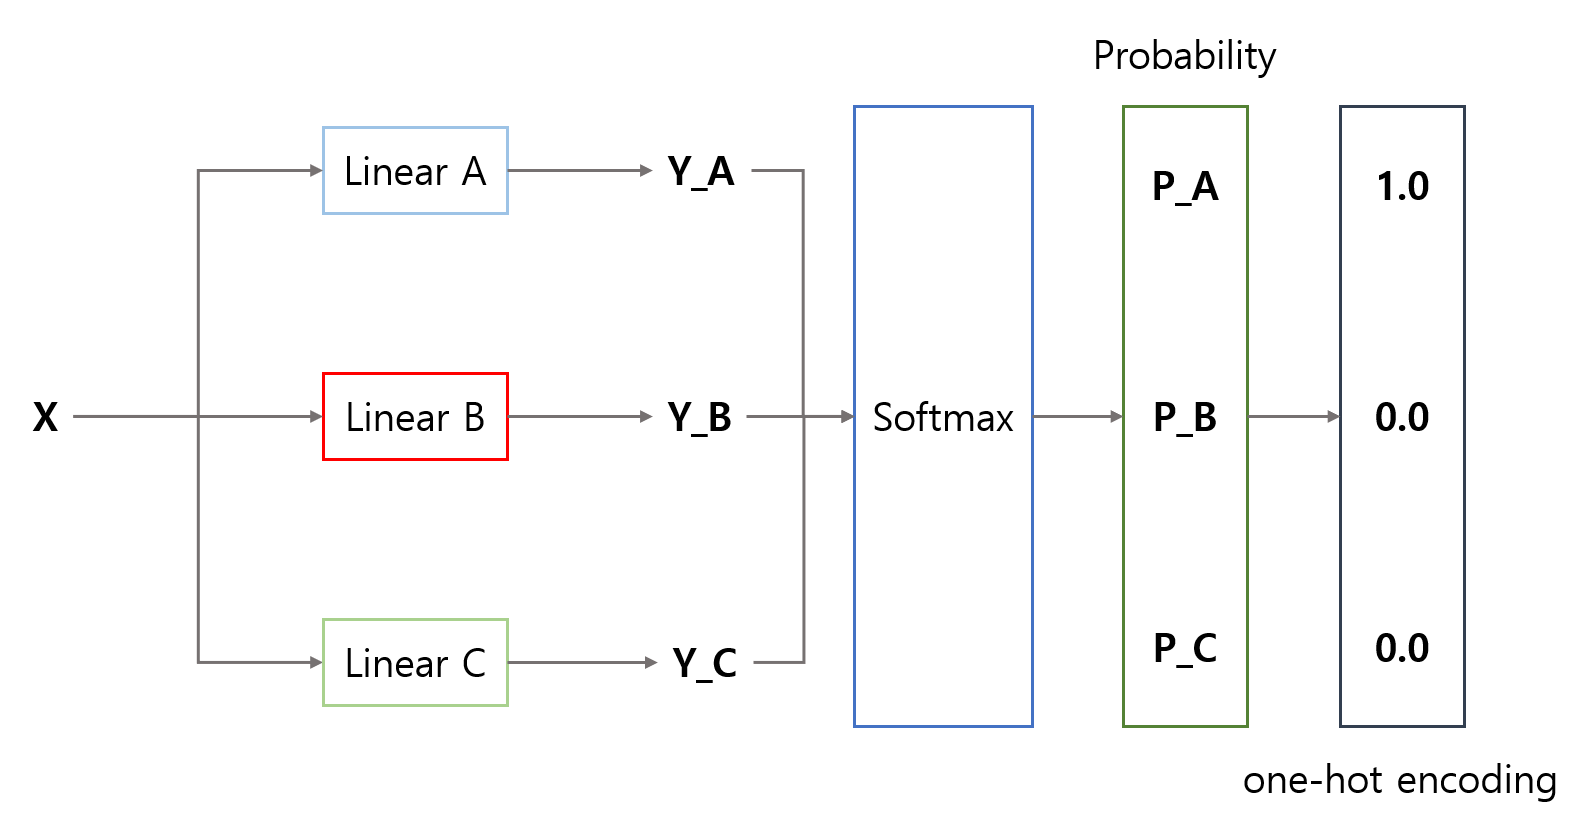 Probability
Linear A
Y_A
P_A
1.0
X
Linear B
Y_B
Softmax
P_B
0.0
Linear C
Y_C
P_C
0.0
one-hot encoding